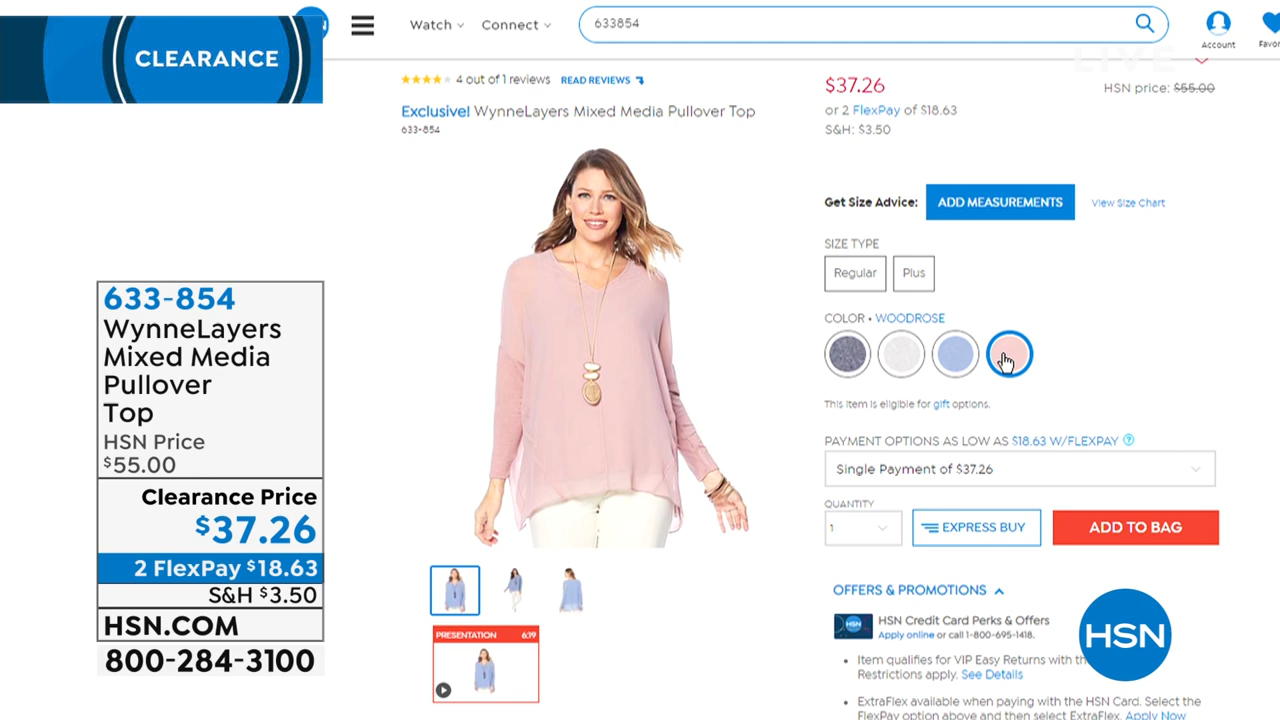 CLEARANCE
Watch
Connect
633854
Account
LIVE
4 out of 1 reviews
READ REVIEWS
Exclusive! WynneLayers Mixed Media Pullover Top
633-854
$37.26
HSN price: $55.00
or 2 FlexPay of $18.63
S&H: $3.50
Get Size Advice:
ADD MEASUREMENTS
View Size Chart
SIZE TYPE
Regular
Plus
COLOR • WOODROSE
This item is eligible for gift options.
PAYMENT OPTIONS AS LOW AS $18.63 W/FLEXPAY ?
Single Payment of $37.26
QUANTITY
1
EXPRESS BUY
ADD TO BAG
OFFERS & PROMOTIONS
HSN
HSN Credit Card Perks & Offers
Apply online or call 1-800-695-1418.
• Item qualifies for VIP Easy Returns with
Restrictions apply. See Details
• ExtraFlex available when paying with the HSN Card. Select the
FlexPay option above and then select ExtraFlex. Apply Now
HSN
PRESENTATION 6:19
633-854
WynneLayers
Mixed Media
Pullover
Top
HSN Price
$55.00
Clearance Price
$37.26
2 FlexPay $18.63
S&H $3.50
HSN.COM
800-284-3100